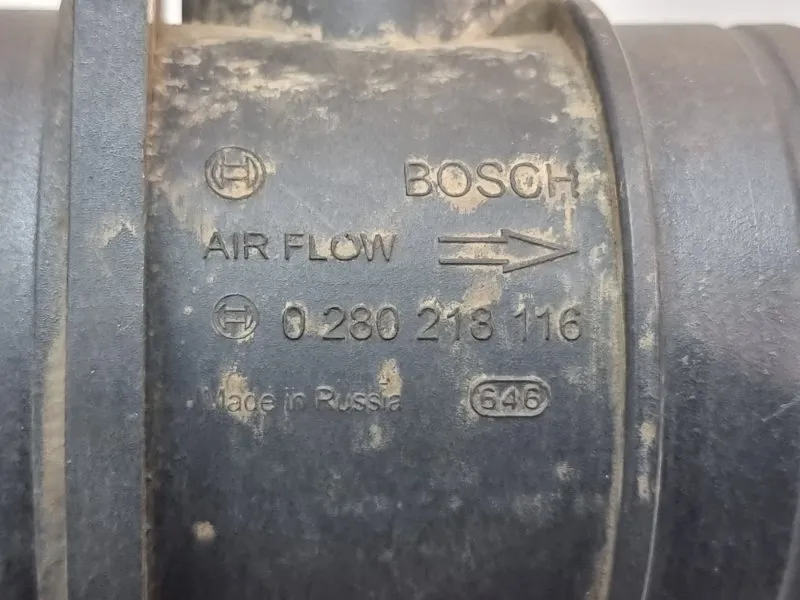 BOSCH
AIR FLOW
0 280 218 116
Made in Russia 646